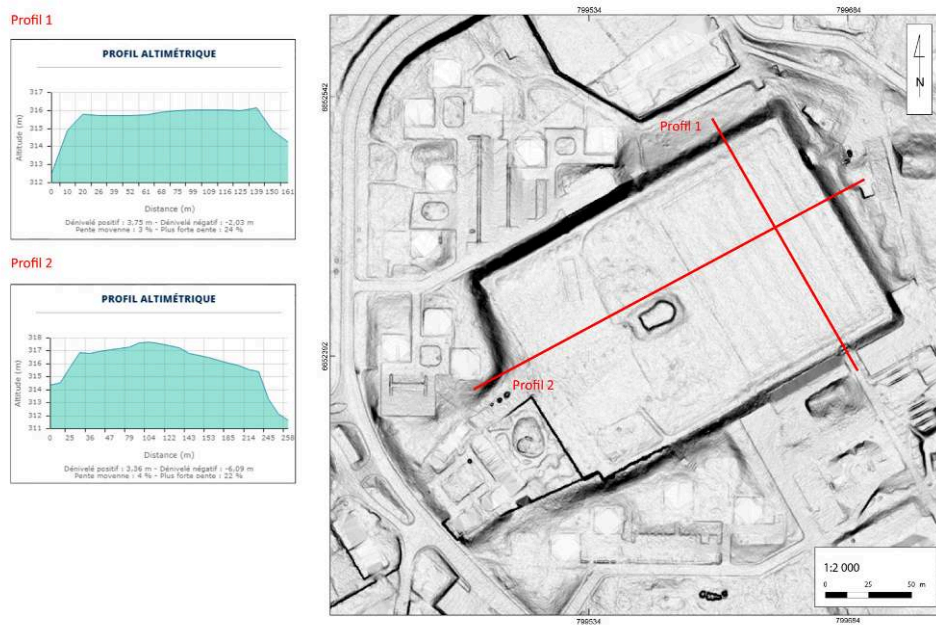 Profil 1
PROFIL ALTIMÉTRIQUE
Altitude (m)
317
316
315
314
313
312
0 10 20 26 39 52 61 68 75 99 109 116 125 139 150 161
Distance (m)
Dénivelé positif : 3,75 m - Dénivelé négatif : -2,03 m
Pente moyenne : 3 % - Plus forte pente : 24 %
Profil 2
PROFIL ALTIMÉTRIQUE
Altitude (m)
318
317
316
315
314
313
312
311
0 25 36 47 79 104 122 143 153 185 214 245 258
Distance (m)
Dénivelé positif : 3,36 m - Dénivelé négatif : -6,09 m
Pente moyenne : 4 % - Plus forte pente : 22 %
799534 799684
6652542
N
Profil 1
6652392
Profil 2
1:2 000
0 25 50 m
799534 799684